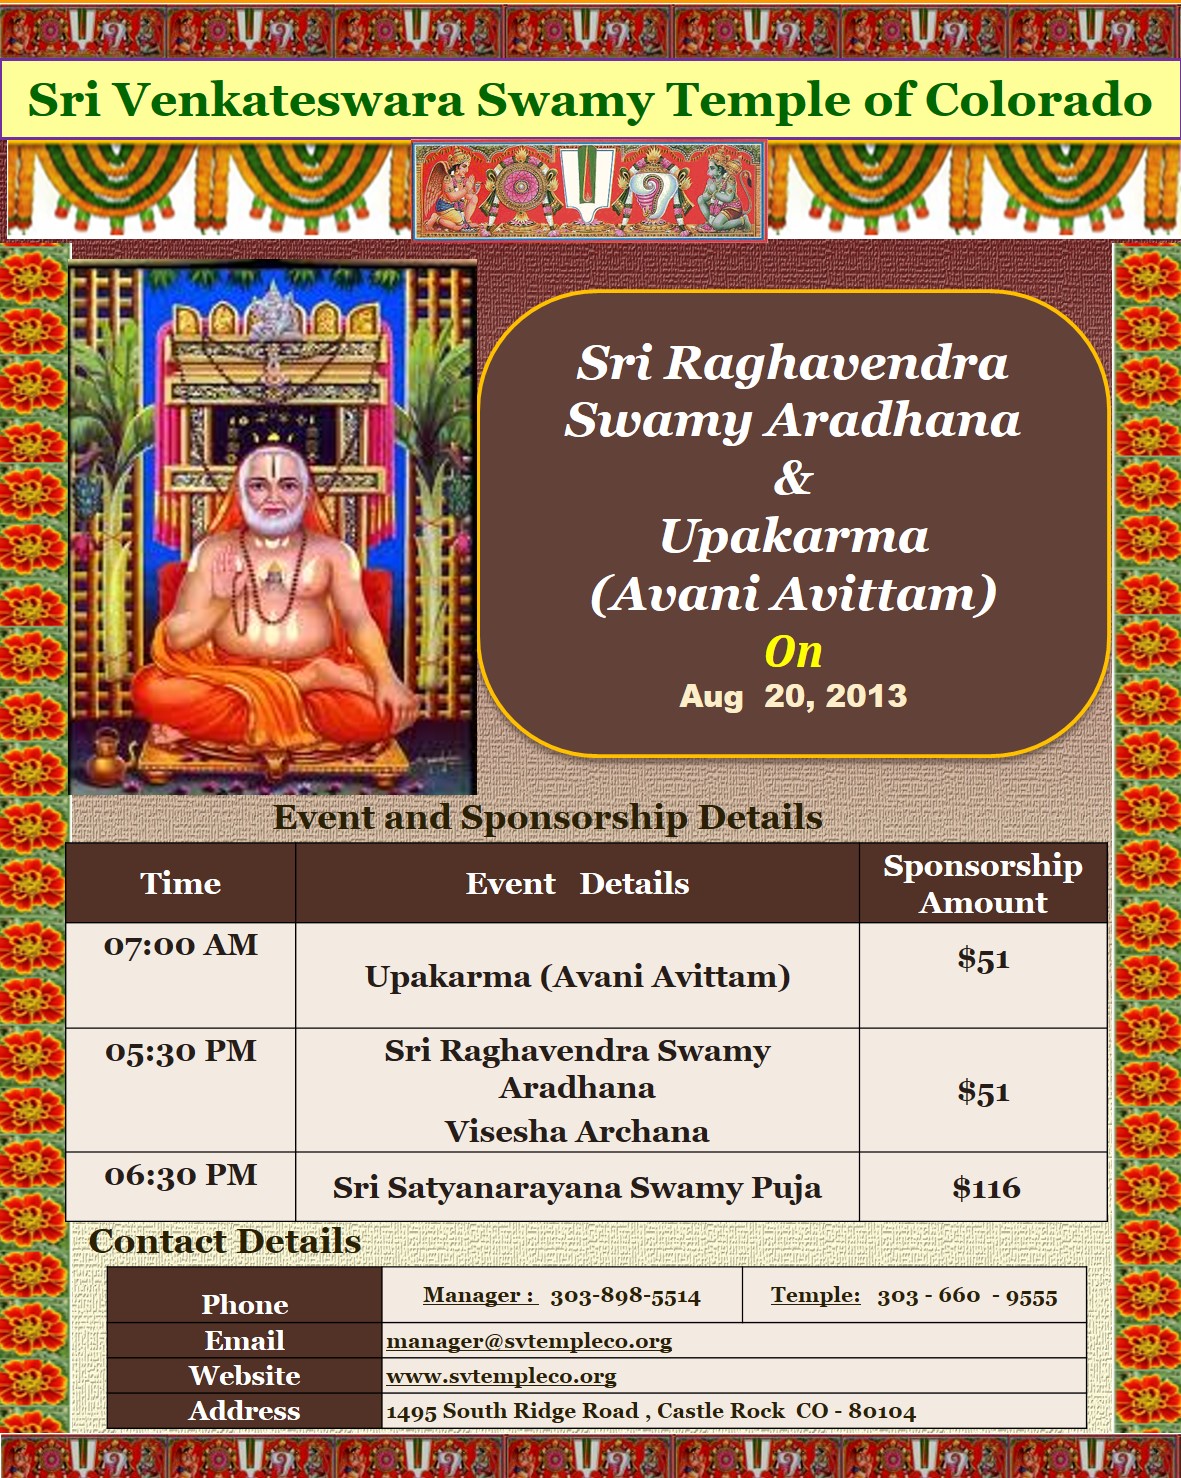 Sri Venkateswara Swamy Temple of Colorado
Sri Raghavendra
Swamy Aradhana
&
Upakarma
(Avani Avittam)
On
Aug 20, 2013
Event and Sponsorship Details
Time Event Details Sponsorship Amount
07:00 AM Upakarma (Avani Avittam) $51
05:30 PM Sri Raghavendra Swamy
Aradhana
Visesha Archana $51
06:30 PM Sri Satyanarayana Swamy Puja $116
Contact Details
Phone Manager : 303-898-5514 Temple: 303 - 660 - 9555
Email manager@svtempleco.org
Website www.svtempleco.org
Address 1495 South Ridge Road , Castle Rock CO - 80104